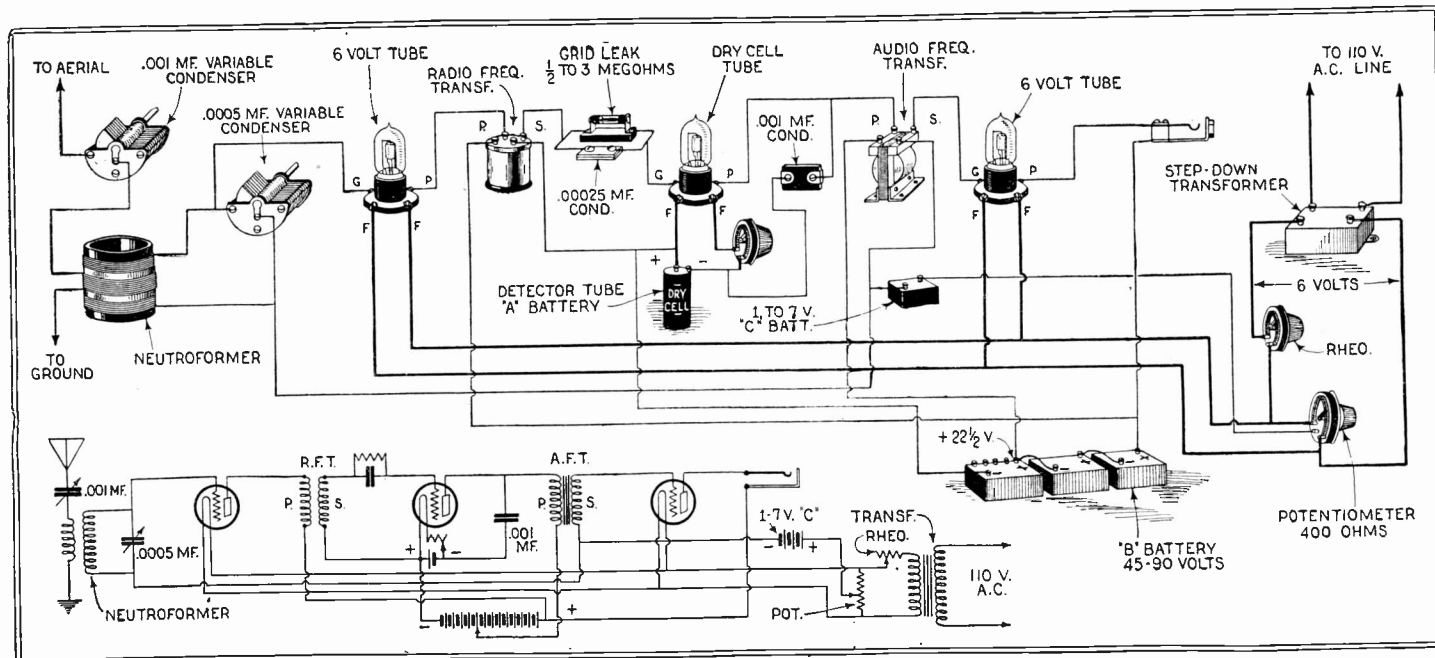 TO AERIAL
.001 MF. VARIABLE
CONDENSER
.0005 MF. VARIABLE
CONDENSER
6 VOLT TUBE
RADIO FREQ.
TRANSF.
P. S.
GRID LEAK
1/2 TO 3 MEGOHMS
.00025 MF.
COND.
DRY CELL
TUBE
.001 MF.
COND.
AUDIO FREQ.
TRANSF.
P. S.
6 VOLT TUBE
TO 110 V.
A.C. LINE
STEP-DOWN
TRANSFORMER
G P
F F
G P
F F
G P
F F
+ -
DETECTOR TUBE
"A" BATTERY
DRY
CELL
1 TO 7 V.
"C" BATT.
6 VOLTS
RHEO.
TO
GROUND
NEUTROFORMER
+ 22 1/2 V.
- + - + - +
"B" BATTERY
45-90 VOLTS
POTENTIOMETER
400 OHMS
.001 MF.
.0005 MF.
NEUTROFORMER
R.F.T.
P. S.
+ -
.001
MF.
A.F.T.
P. S.
1-7 V. "C"
- +
- +
TRANSF.
RHEO.
POT.
110 V.
A.C.